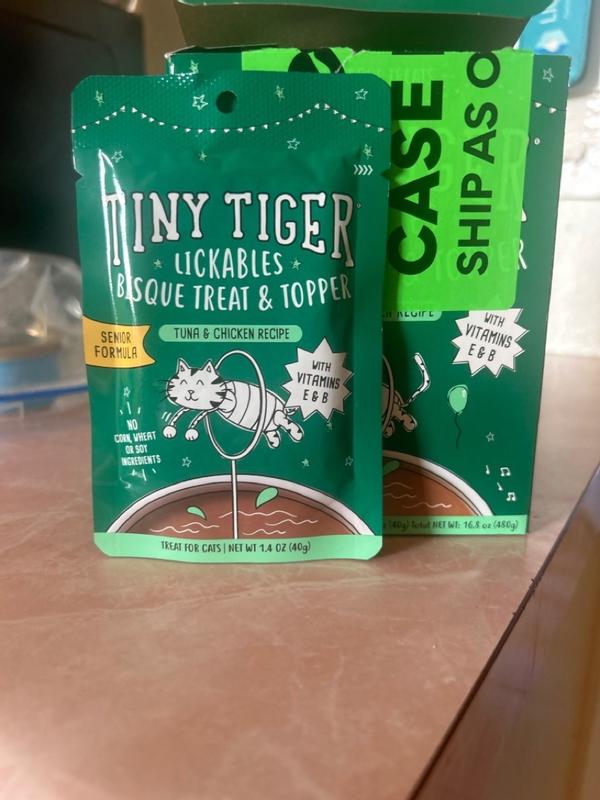 TINY TIGER
LICKABLES
BISQUE TREAT & TOPPER
SENIOR
FORMULA
TUNA & CHICKEN RECIPE
WITH
VITAMINS
E & B
NO
CORN, WHEAT
OR SOY
INGREDIENTS
TREAT FOR CATS | NET WT 1.4 OZ (40g)
CASE
SHIP AS O
RECIPE
WITH
VITAMINS
E & B
(40g) Total NET WT: 16.8 oz (480g)